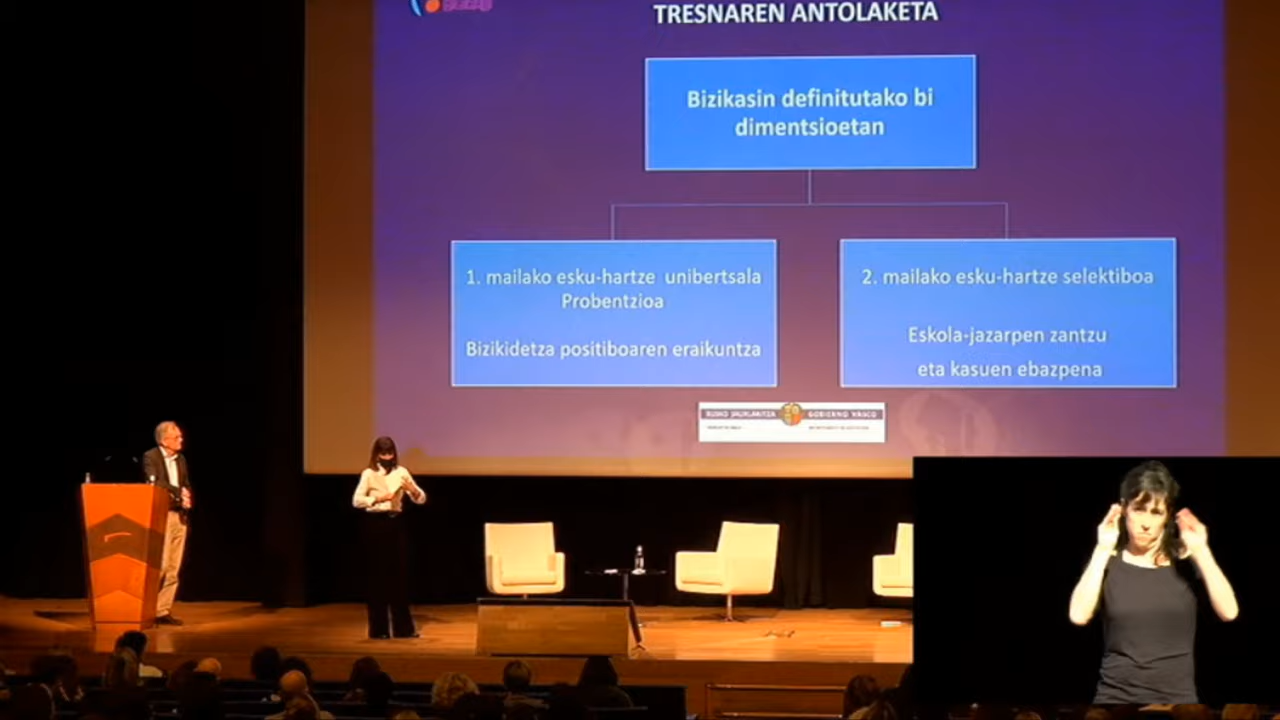 TRESNAREN ANTOLAKETA
Bizikasin definitutako bi
dimentsioetan
1. mailako esku-hartze unibertsala
Probentzioa
Bizikidetza positiboaren eraikuntza
2. mailako esku-hartze selektiboa
Eskola-jazarpen zantzu
eta kasuen ebazpena
EUSKO JAURLARITZA GOBIERNO VASCO